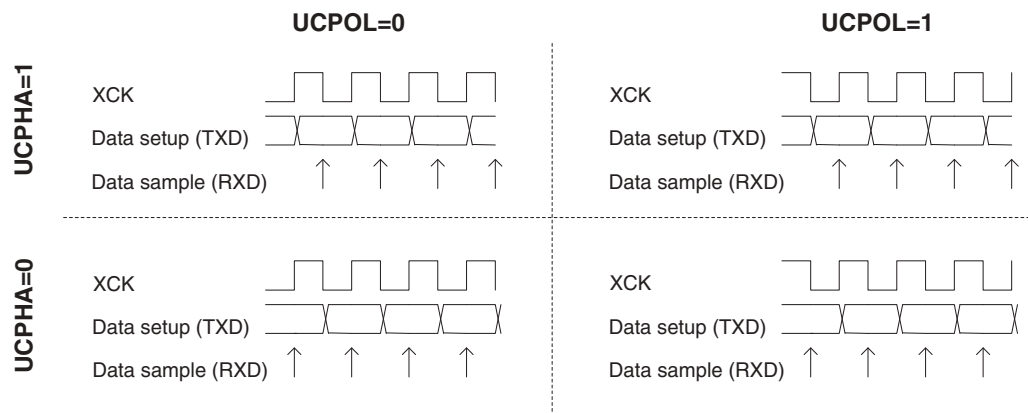 UCPOL=0
UCPOL=1
UCPHA=1
XCK
Data setup (TXD)
Data sample (RXD)
XCK
Data setup (TXD)
Data sample (RXD)
UCPHA=0
XCK
Data setup (TXD)
Data sample (RXD)
XCK
Data setup (TXD)
Data sample (RXD)